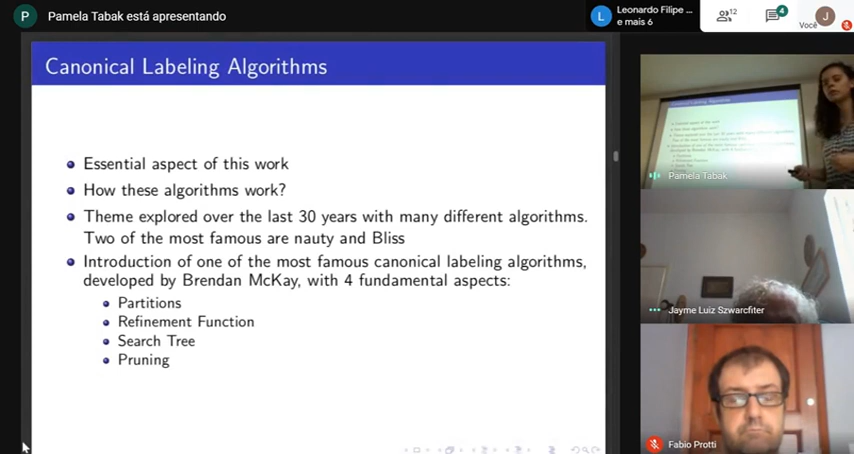 P Pamela Tabak está apresentando
L Leonardo Filipe ...
e mais 6
12
4
J
Você
Canonical Labeling Algorithms
Essential aspect of this work
How these algorithms work?
Theme explored over the last 30 years with many different algorithms.
Two of the most famous are nauty and Bliss
Introduction of one of the most famous canonical labeling algorithms,
developed by Brendan McKay, with 4 fundamental aspects:
Partitions
Refinement Function
Search Tree
Pruning
Pamela Tabak
Jayme Luiz Szwarcfiter
Fabio Protti